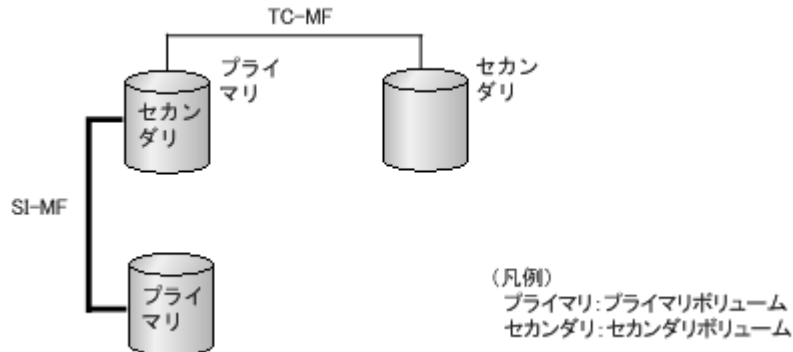 TC-MF
プライ
マリ
セカン
ダリ
セカン
ダリ
SI-MF
プライ
マリ
（凡例）
プライマリ：プライマリボリューム
セカンダリ：セカンダリボリューム